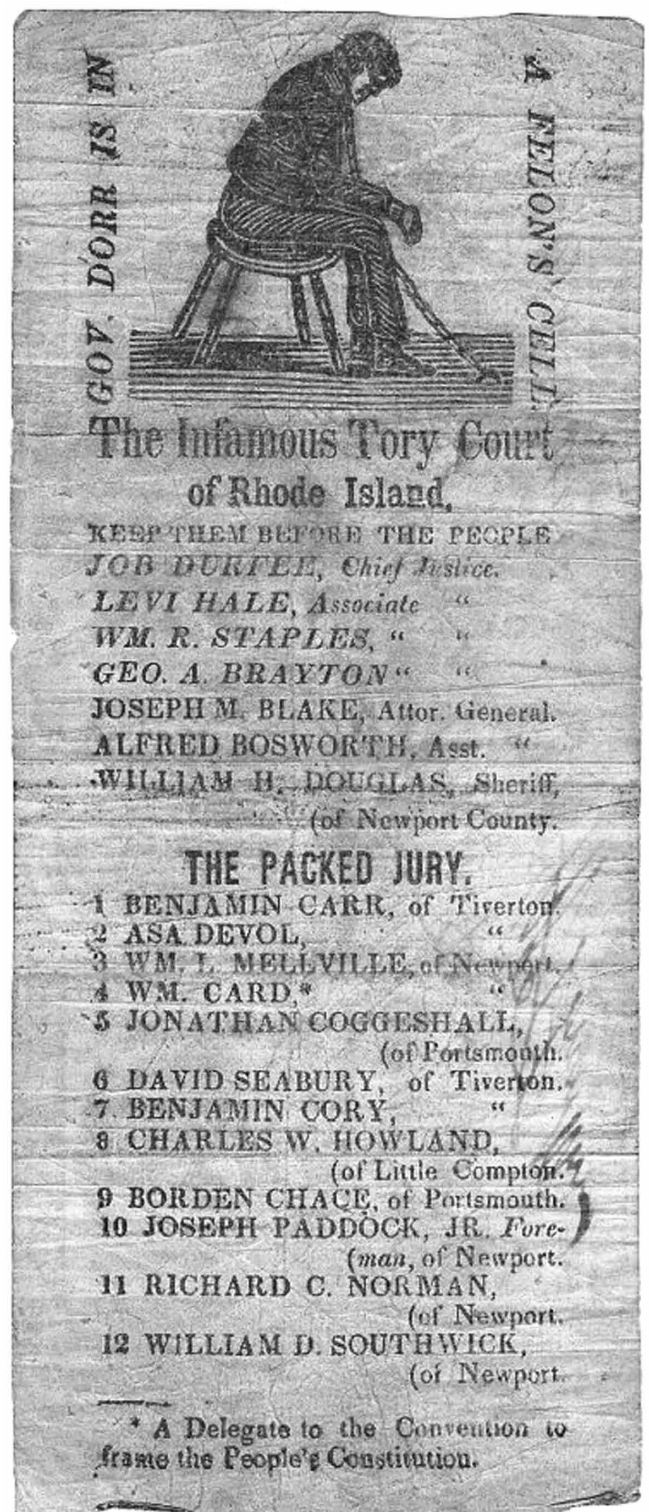 GOV. DORR IS IN
A FELON'S CELL.
The Infamous Tory Court
of Rhode Island,
KEEP THEM BEFORE THE PEOPLE
JOB DURFEE, Chief Justice.
LEVI HALE, Associate “
WM. R. STAPLES, “ “
GEO. A. BRAYTON “ “
JOSEPH M. BLAKE, Attor. General.
ALFRED BOSWORTH, Asst. “
WILLIAM H. DOUGLAS, Sheriff,
(of Newport County.
THE PACKED JURY.
1 BENJAMIN CARR, of Tiverton.
2 ASA DEVOL, “
3 WM. L. MELLVILLE, of Newport.
4 WM. CARD,* “
5 JONATHAN COGGESHALL,
(of Portsmouth.
6 DAVID SEABURY, of Tiverton.
7. BENJAMIN CORY, “
8 CHARLES W. HOWLAND,
(of Little Compton.
9 BORDEN CHACE, of Portsmouth.
10 JOSEPH PADDOCK, JR. Fore-
(man, of Newport.
11 RICHARD C. NORMAN,
(of Newport.
12 WILLIAM D. SOUTHWICK,
(of Newport.
* A Delegate to the Convention to
frame the People's Constitution.